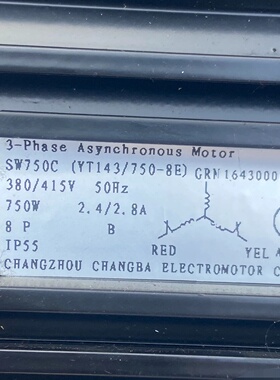 3-Phase Asynchronous Motor
SW750C (YT143/750-8E) GRN 1643000
380/415V 50Hz
750W 2.4/2.8A
8 P B
IP55 RED YEL
CHANGZHOU CHANGBA ELECTROMOTOR